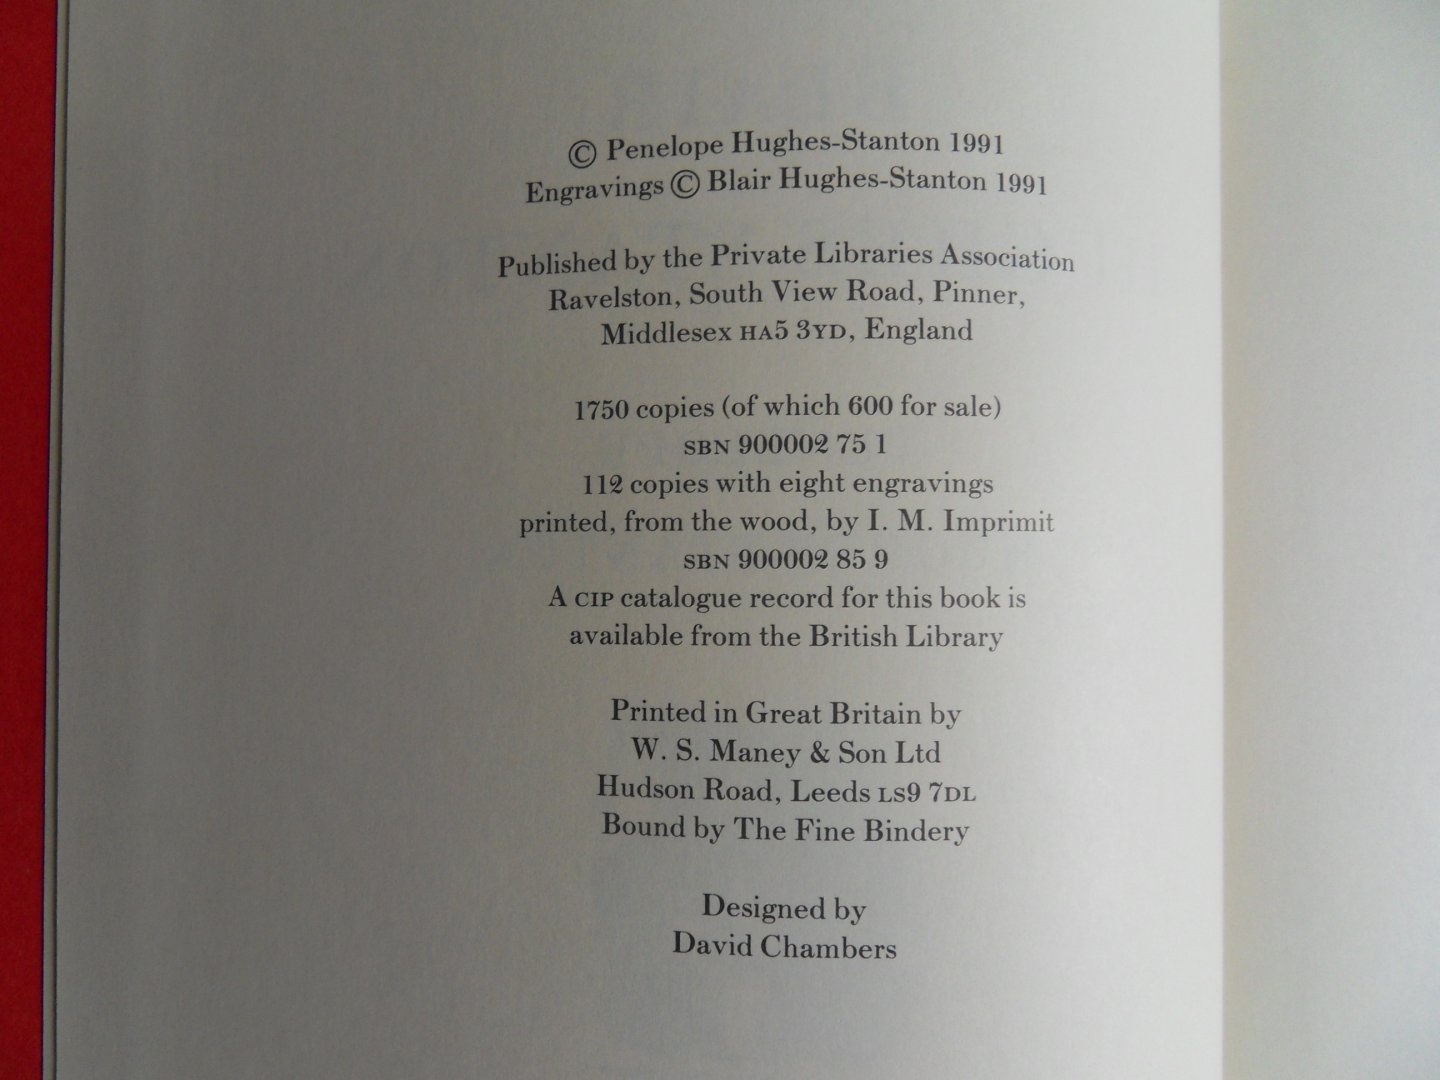 © Penelope Hughes-Stanton 1991
Engravings © Blair Hughes-Stanton 1991
Published by the Private Libraries Association
Ravelston, South View Road, Pinner,
Middlesex HA5 3YD, England
1750 copies (of which 600 for sale)
SBN 900002 75 1
112 copies with eight engravings
printed, from the wood, by I. M. Imprimit
SBN 900002 85 9
A CIP catalogue record for this book is
available from the British Library
Printed in Great Britain by
W. S. Maney & Son Ltd
Hudson Road, Leeds LS9 7DL
Bound by The Fine Bindery
Designed by
David Chambers